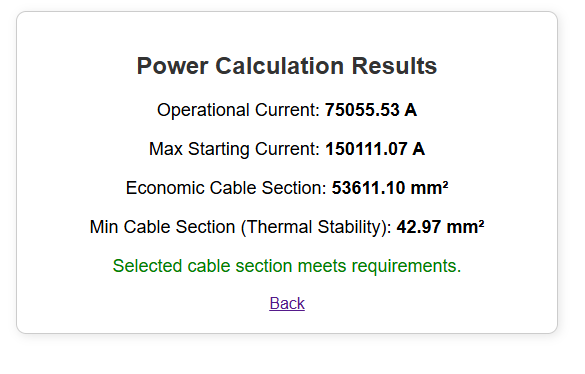 Power Calculation Results
Operational Current: 75055.53 A
Max Starting Current: 150111.07 A
Economic Cable Section: 53611.10 mm²
Min Cable Section (Thermal Stability): 42.97 mm²
Selected cable section meets requirements.
Back